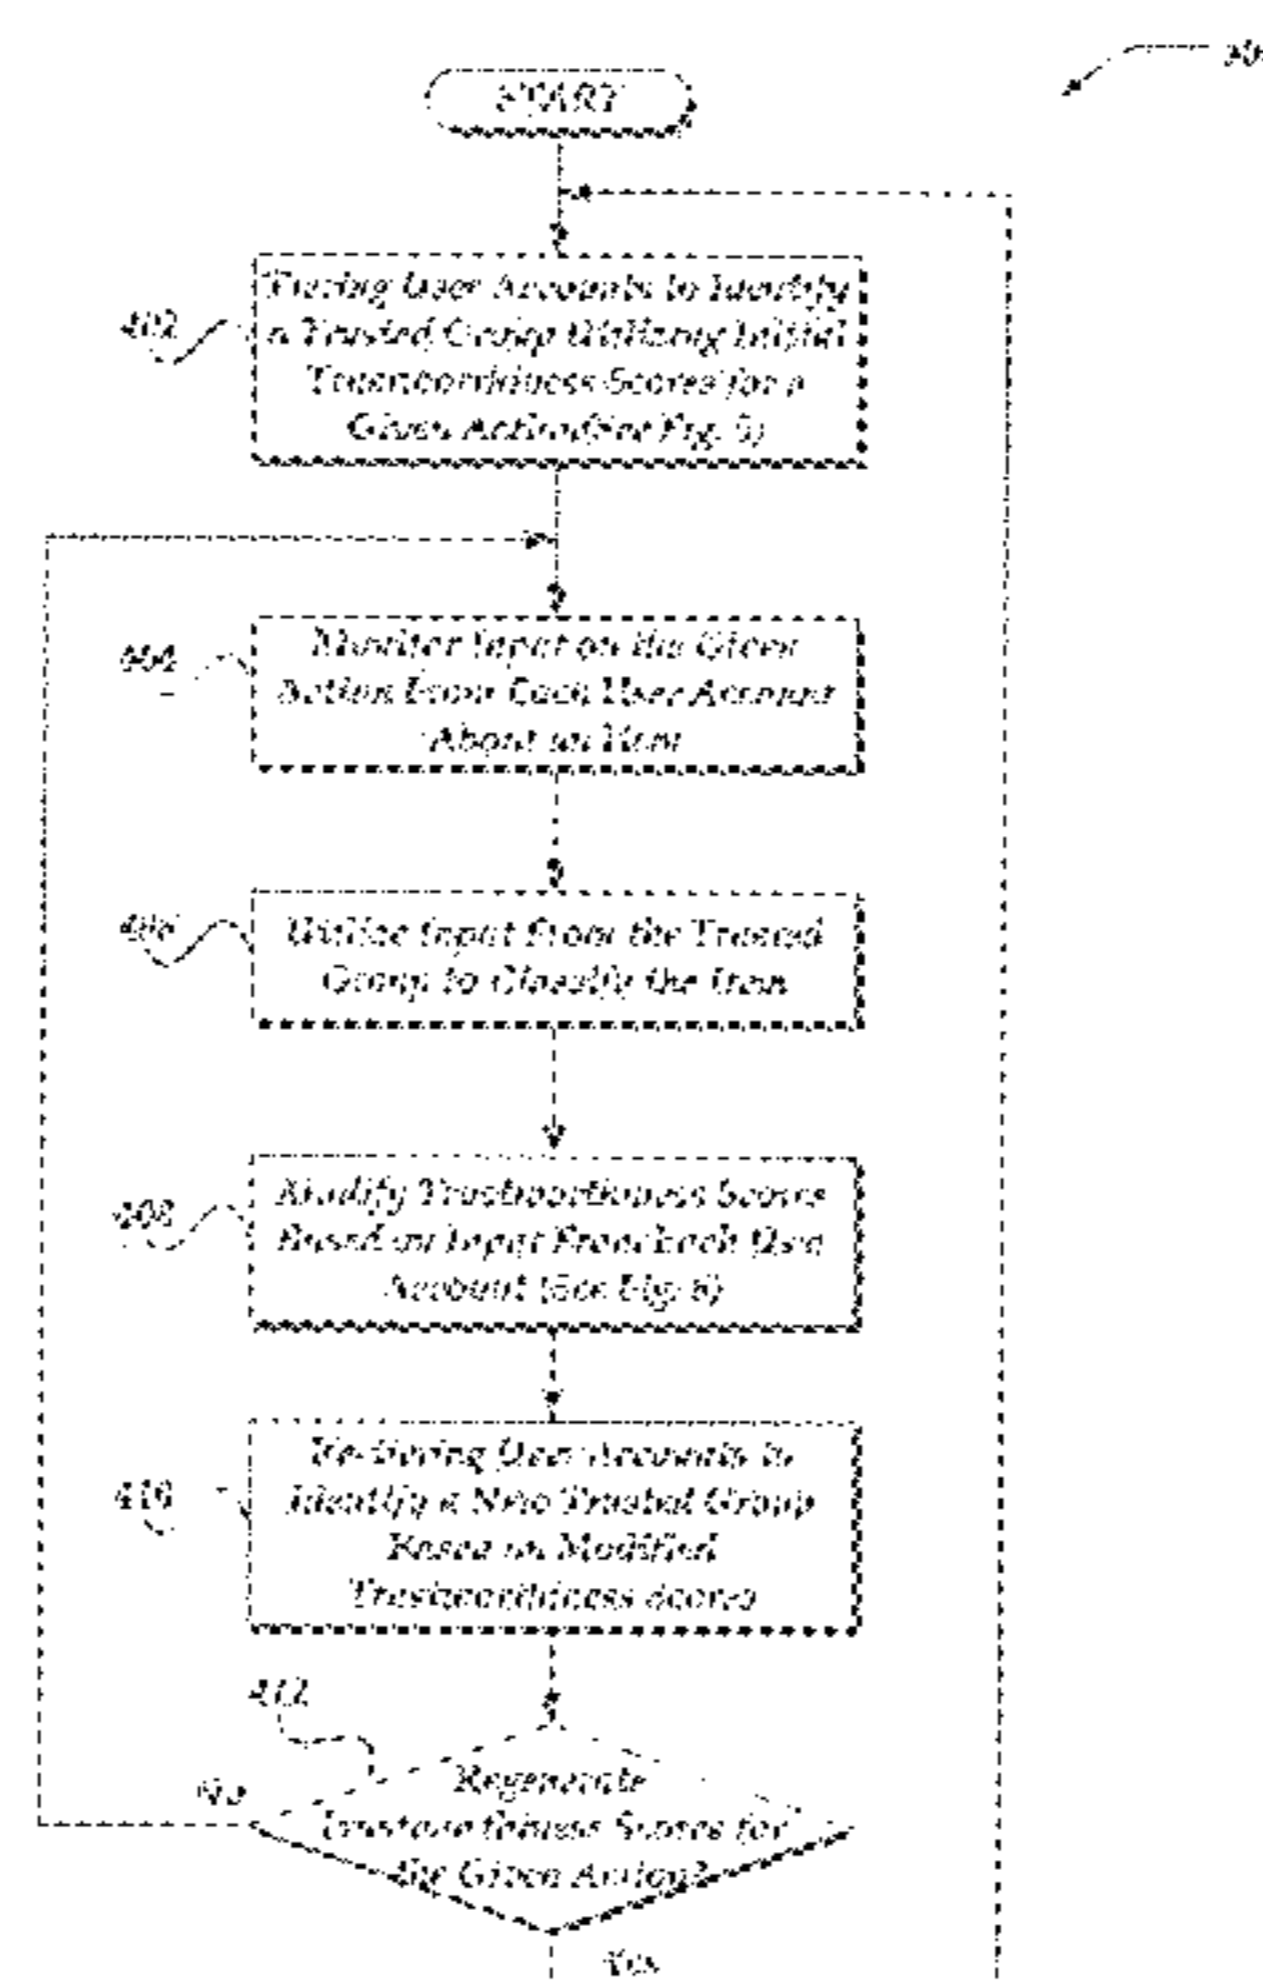 START
402
Tiering User Accounts to Identify
a Trusted Group Utilizing Initial
Trustworthiness Scores for a
Given Action(See Fig. 5)
404
Monitor Input on the Given
Action From Each User Account
About an Item
406
Utilize Input From the Trusted
Group to Classify the Item
408
Modify Trustworthiness Scores
Based on Input From Each User
Account (See Fig. 6)
410
Re-tiering User Accounts to
Identify a New Trusted Group
Based on Modified
Trustworthiness scores
412
No
Regenerate
Trustworthiness Scores for
the Given Action?
Yes